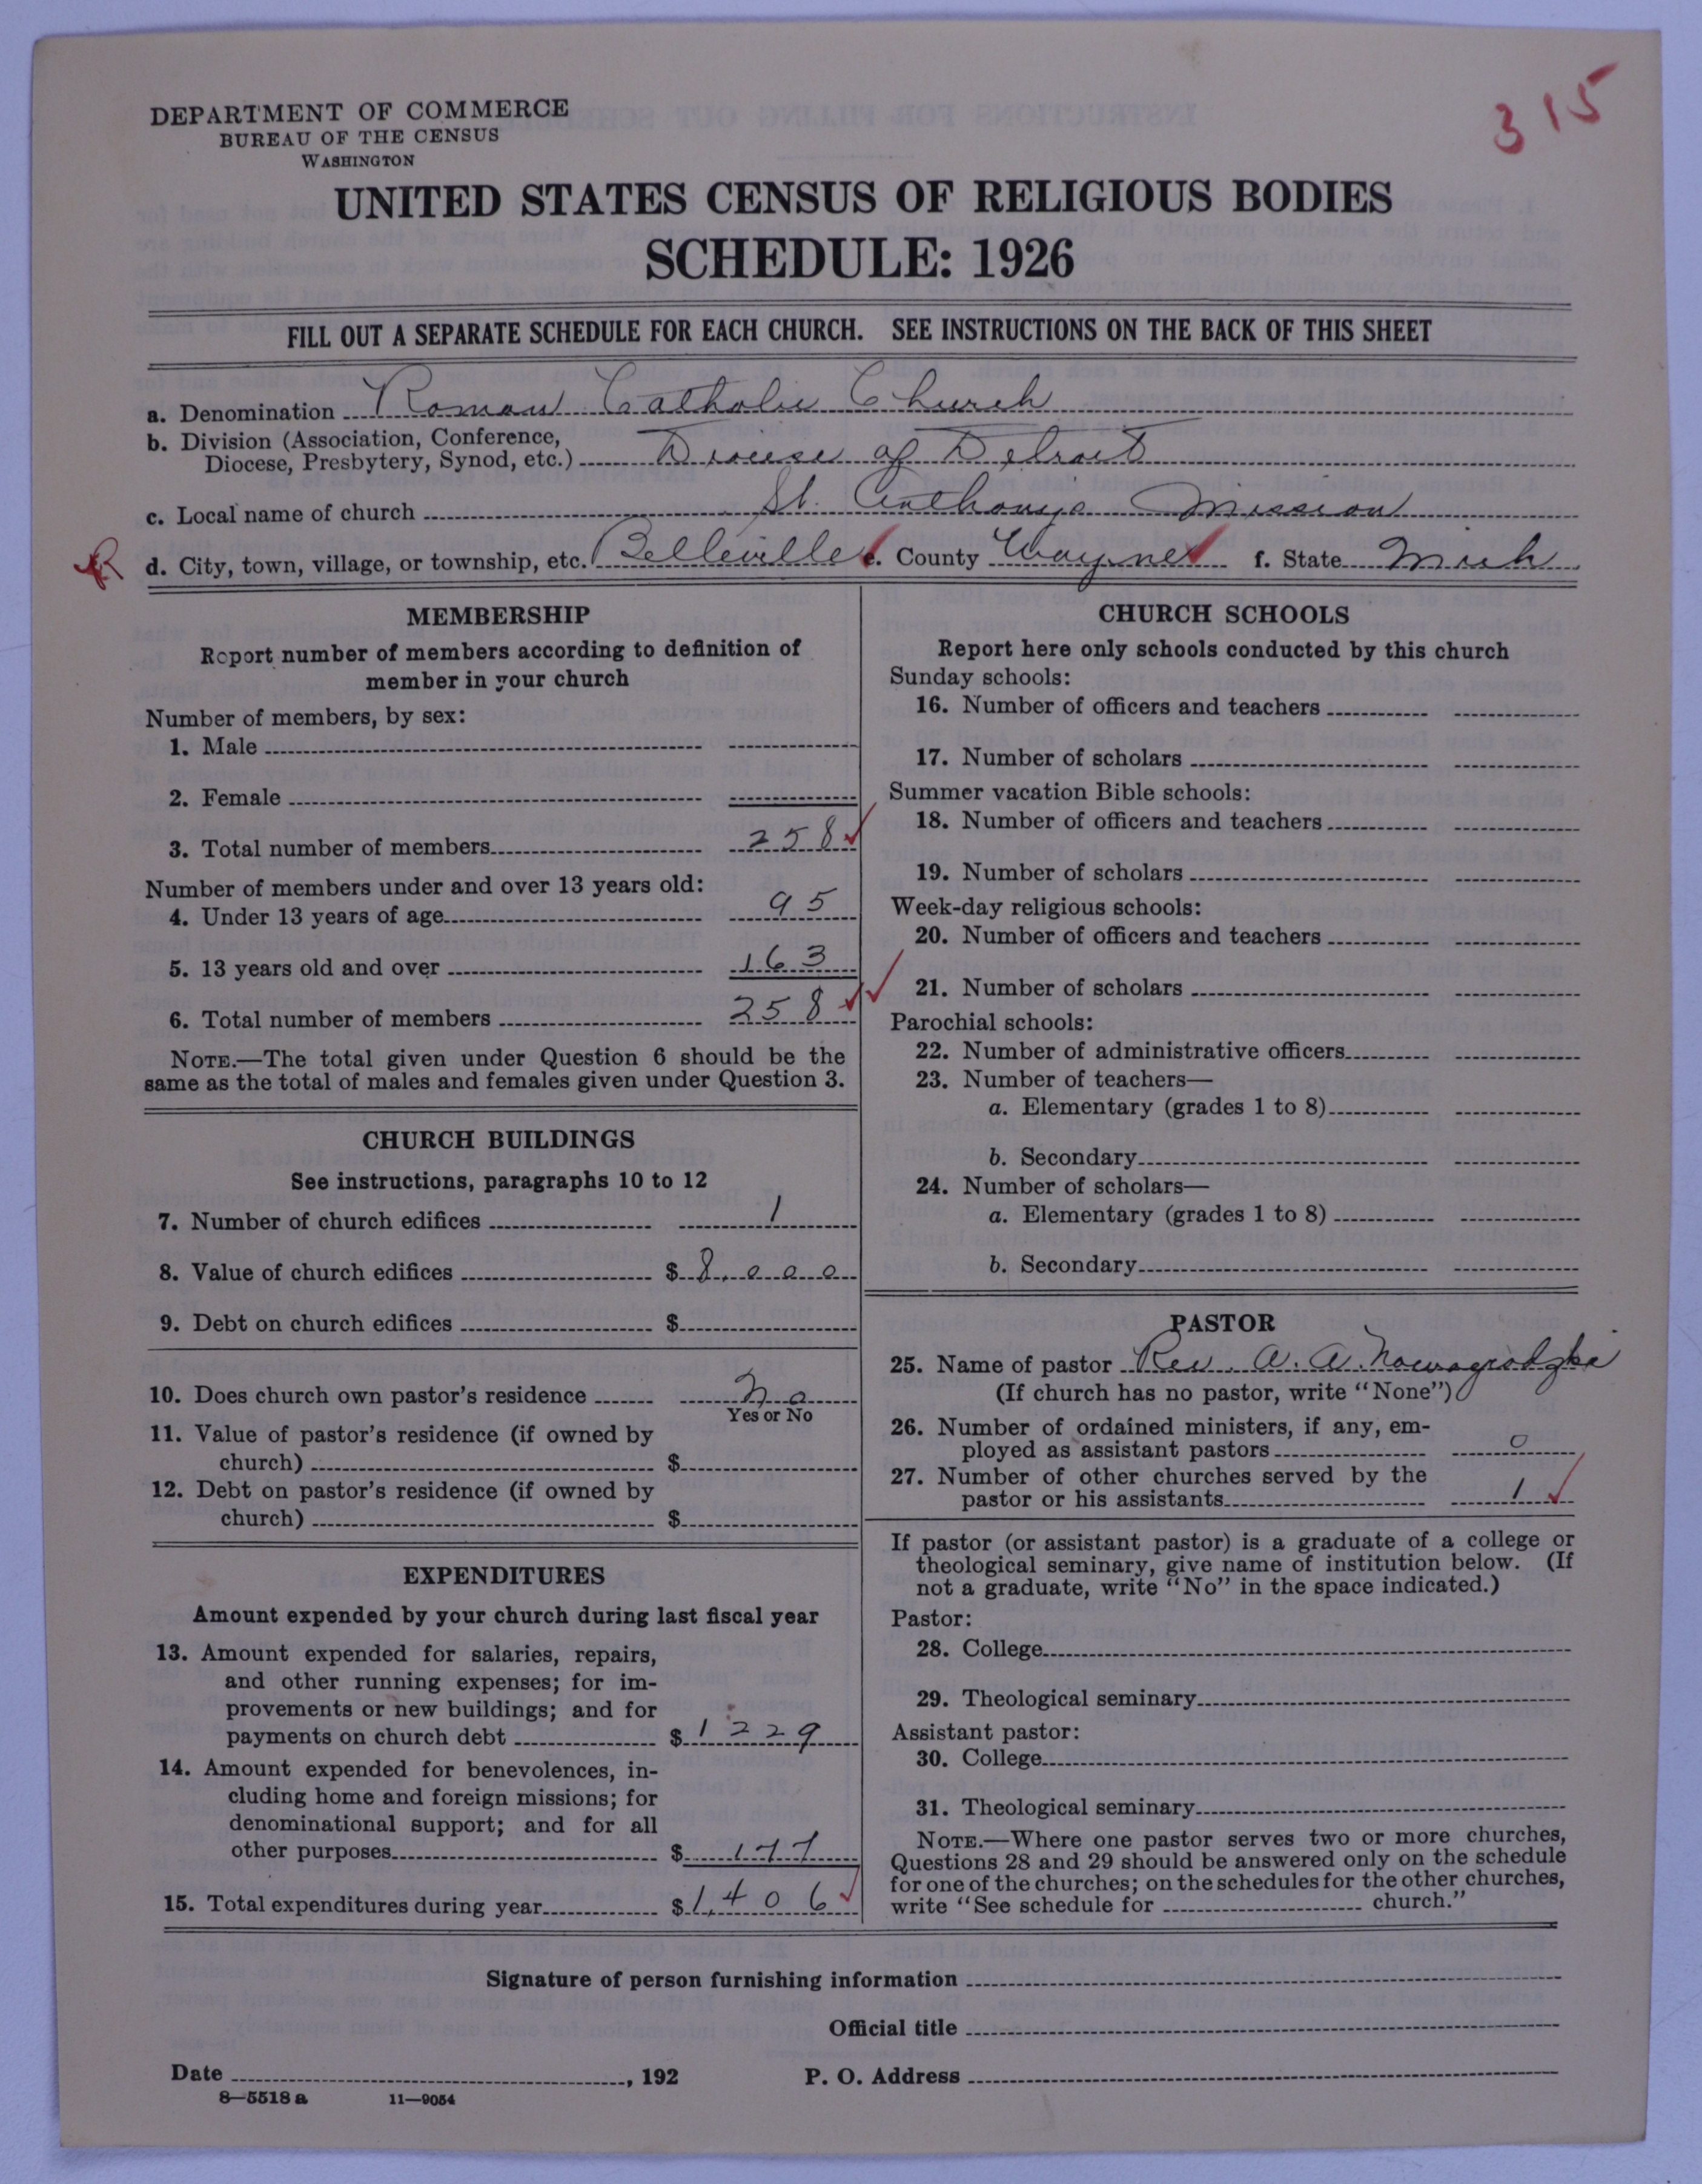 315
DEPARTMENT OF COMMERCE
BUREAU OF THE CENSUS
WASHINGTON
UNITED STATES CENSUS OF RELIGIOUS BODIES
SCHEDULE: 1926
FILL OUT A SEPARATE SCHEDULE FOR EACH CHURCH. SEE INSTRUCTIONS ON THE BACK OF THIS SHEET
a. Denomination Roman Catholic Church
b. Division (Association, Conference,
Diocese, Presbytery, Synod, etc.) Diocese of Detroit
c. Local name of church St. Anthony's Mission
R d. City, town, village, or township, etc. Belleville e. County Wayne f. State Mich
MEMBERSHIP
Report number of members according to definition of
member in your church
Number of members, by sex:
1. Male
2. Female
3. Total number of members 258
Number of members under and over 13 years old:
4. Under 13 years of age 95
5. 13 years old and over 163
6. Total number of members 258
NOTE.—The total given under Question 6 should be the
same as the total of males and females given under Question 3.
CHURCH BUILDINGS
See instructions, paragraphs 10 to 12
7. Number of church edifices 1
8. Value of church edifices $ 8,000
9. Debt on church edifices $
10. Does church own pastor's residence No
Yes or No
11. Value of pastor's residence (if owned by
church) $
12. Debt on pastor's residence (if owned by
church) $
EXPENDITURES
Amount expended by your church during last fiscal year
13. Amount expended for salaries, repairs,
and other running expenses; for im-
provements or new buildings; and for
payments on church debt $ 1229
14. Amount expended for benevolences, in-
cluding home and foreign missions; for
denominational support; and for all
other purposes $ 177
15. Total expenditures during year $ 1,406
CHURCH SCHOOLS
Report here only schools conducted by this church
Sunday schools:
16. Number of officers and teachers
17. Number of scholars
Summer vacation Bible schools:
18. Number of officers and teachers
19. Number of scholars
Week-day religious schools:
20. Number of officers and teachers
21. Number of scholars
Parochial schools:
22. Number of administrative officers
23. Number of teachers—
a. Elementary (grades 1 to 8)
b. Secondary
24. Number of scholars—
a. Elementary (grades 1 to 8)
b. Secondary
PASTOR
25. Name of pastor Rev. A. A. Nowogrodzki
(If church has no pastor, write "None")
26. Number of ordained ministers, if any, em-
ployed as assistant pastors 0
27. Number of other churches served by the
pastor or his assistants 1
If pastor (or assistant pastor) is a graduate of a college or
theological seminary, give name of institution below. (If
not a graduate, write "No" in the space indicated.)
Pastor:
28. College
29. Theological seminary
Assistant pastor:
30. College
31. Theological seminary
NOTE.—Where one pastor serves two or more churches,
Questions 28 and 29 should be answered only on the schedule
for one of the churches; on the schedules for the other churches,
write "See schedule for church."
Signature of person furnishing information
Official title
Date , 192 P. O. Address
8—5518 a 11—9054